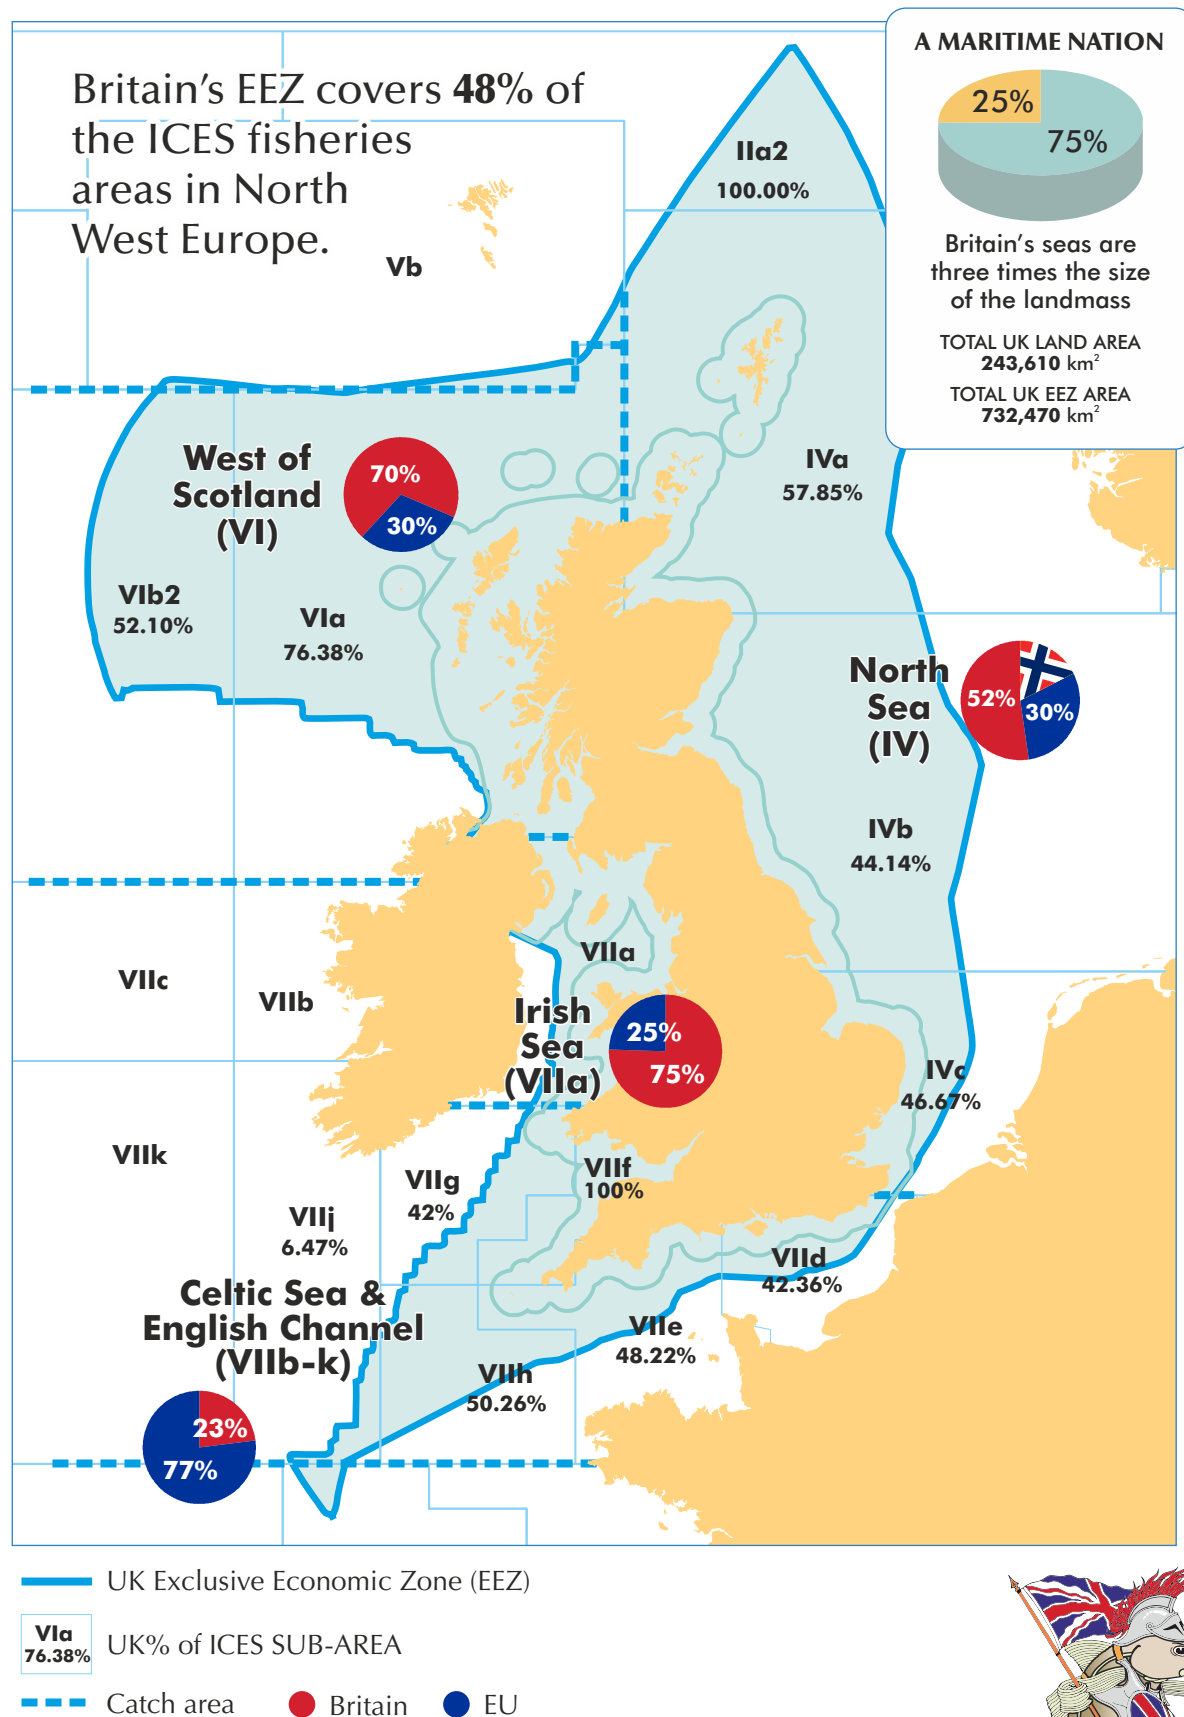 Britain's EEZ covers 48% of
the ICES fisheries
areas in North
West Europe.
A MARITIME NATION
25%
75%
Britain's seas are
three times the size
of the landmass
TOTAL UK LAND AREA
243,610 km²
TOTAL UK EEZ AREA
732,470 km²
IIa2
100.00%
Vb
West of
Scotland
(VI)
70%
30%
IVa
57.85%
VIb2
52.10%
VIa
76.38%
North
Sea
(IV)
52%
30%
IVb
44.14%
VIIc
VIIb
VIIa
Irish
Sea
(VIIa)
25%
75%
IVc
46.67%
VIIk
VIIg
42%
VIIf
100%
VIIj
6.47%
VIId
42.36%
Celtic Sea &
English Channel
(VIIb-k)
VIIe
48.22%
VIIh
50.26%
23%
77%
UK Exclusive Economic Zone (EEZ)
VIa
76.38%
UK% of ICES SUB-AREA
Catch area
Britain
EU